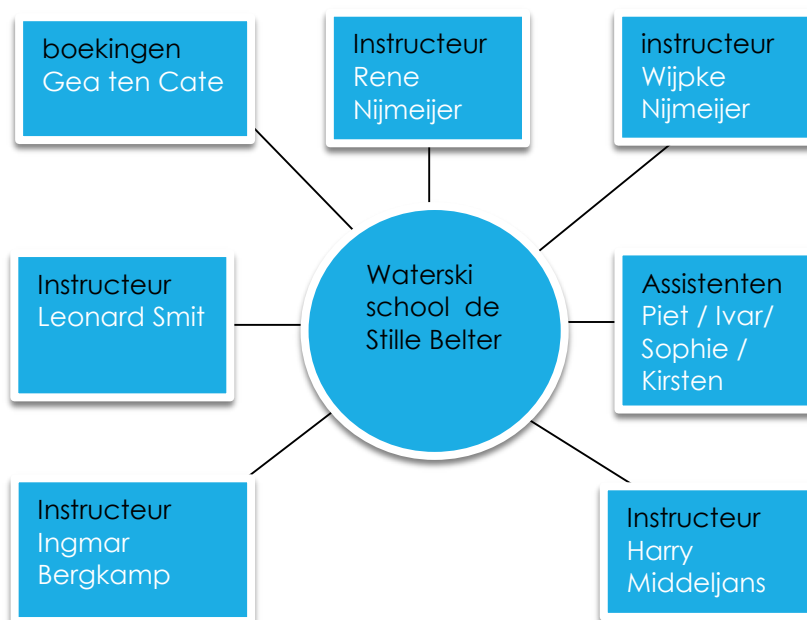 boekingen
Gea ten Cate
Instructeur
Rene
Nijmeijer
instructeur
Wijpke
Nijmeijer
Instructeur
Leonard Smit
Waterski
school de
Stille Belter
Assistenten
Piet / Ivar/
Sophie /
Kirsten
Instructeur
Ingmar
Bergkamp
Instructeur
Harry
Middeljans